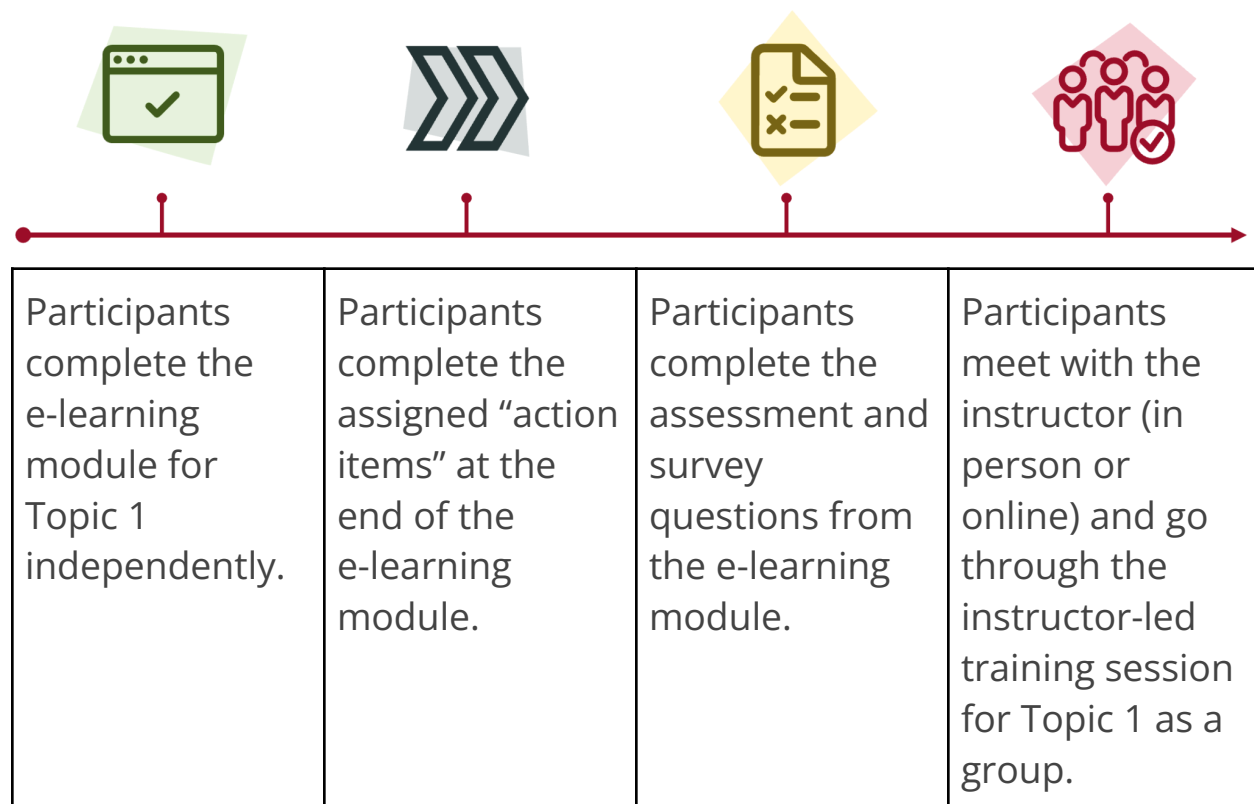 Participants
complete the
e-learning
module for
Topic 1
independently.
Participants
complete the
assigned “action
items” at the
end of the
e-learning
module.
Participants
complete the
assessment and
survey
questions from
the e-learning
module.
Participants
meet with the
instructor (in
person or
online) and go
through the
instructor-led
training session
for Topic 1 as a
group.